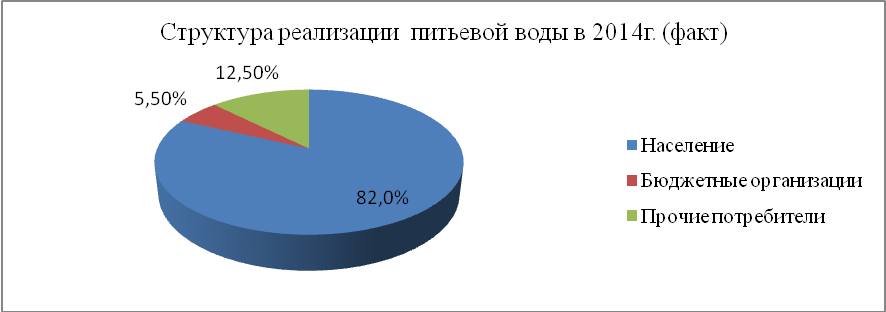 Структура реализации питьевой воды в 2014г. (факт)
12,50%
5,50%
82,0%
Население
Бюджетные организации
Прочие потребители